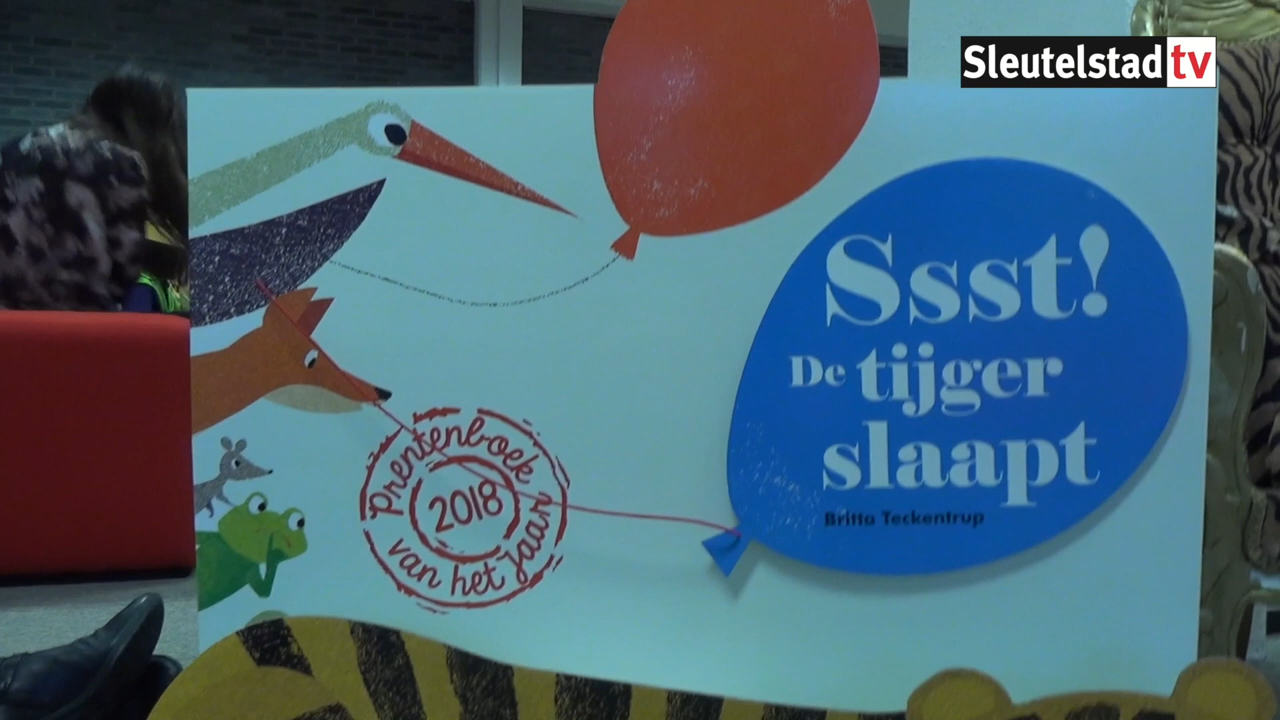 Sleutelstad tv
Ssst!
De tijger
slaapt
Britta Teckentrup
Prentenboek
2018
van het jaar